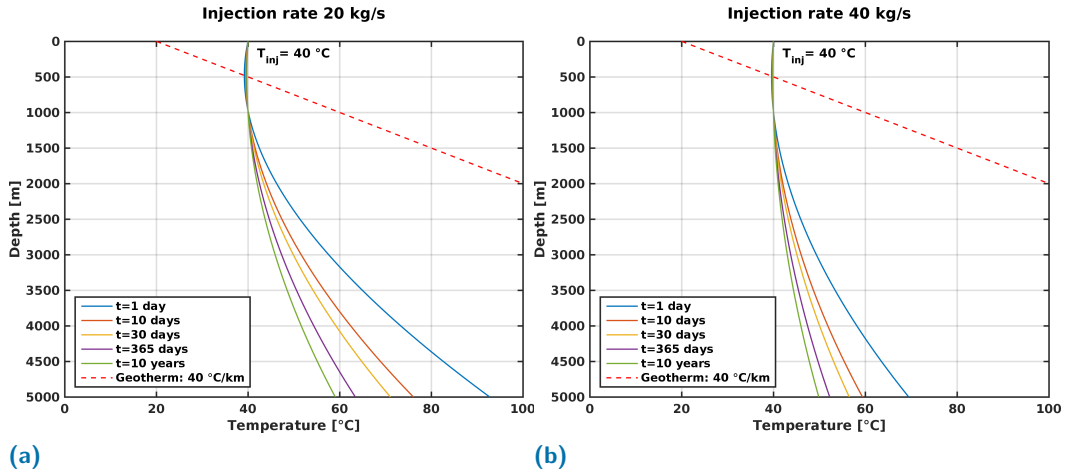 Injection rate 20 kg/s
T_inj= 40 °C
0
500
1000
1500
2000
2500
3000
3500
4000
4500
5000
Depth [m]
t=1 day
t=10 days
t=30 days
t=365 days
t=10 years
Geotherm: 40 °C/km
0 20 40 60 80 100
Temperature [°C]
(a)
Injection rate 40 kg/s
T_inj= 40 °C
0
500
1000
1500
2000
2500
3000
3500
4000
4500
5000
Depth [m]
t=1 day
t=10 days
t=30 days
t=365 days
t=10 years
Geotherm: 40 °C/km
0 20 40 60 80 100
Temperature [°C]
(b)